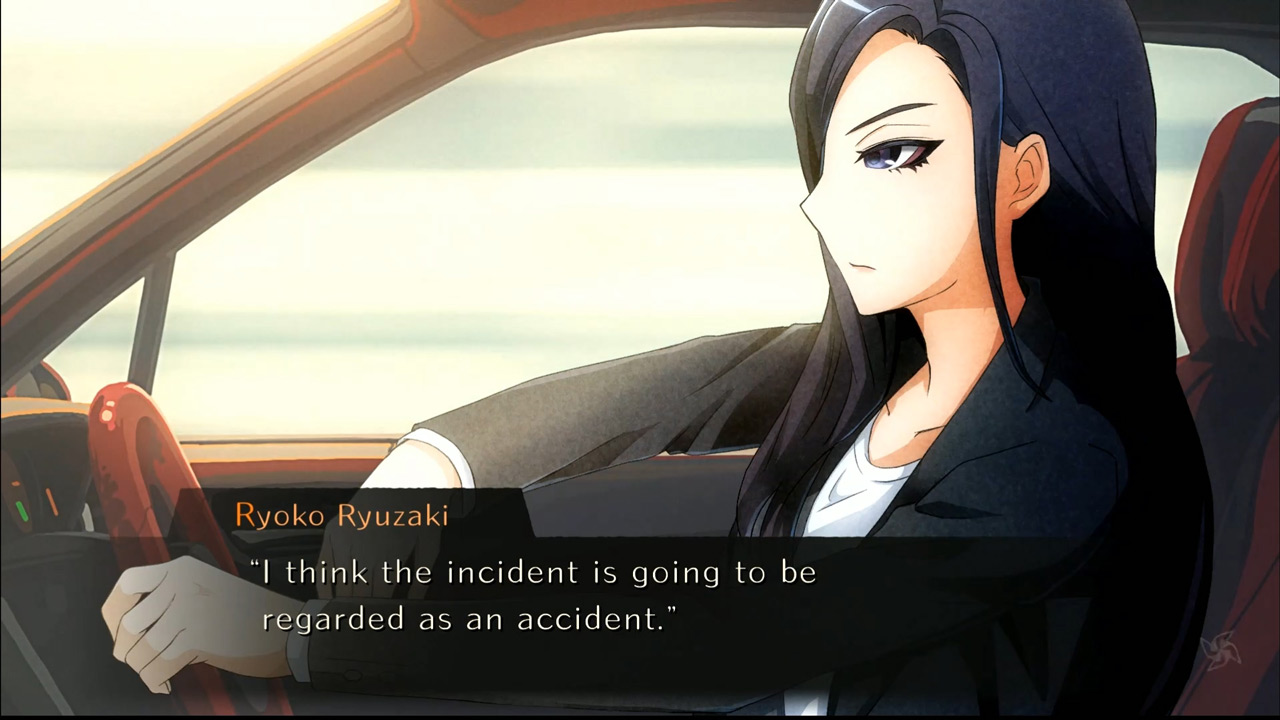 Ryoko Ryuzaki
“I think the incident is going to be
regarded as an accident.”